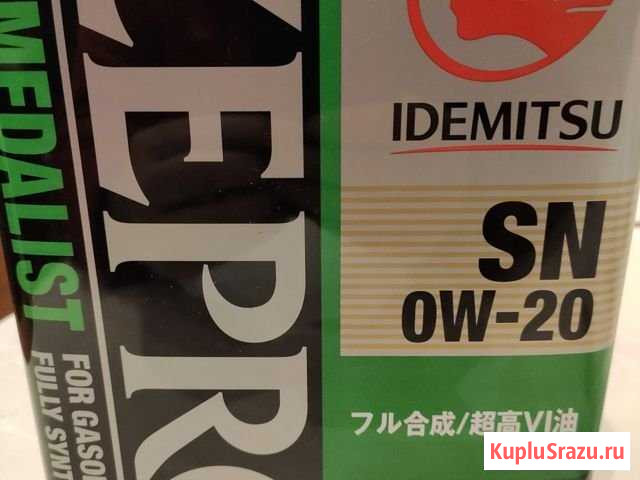 MEDALIST
FOR GASO
FULLY SYNT
ZEPRO
IDEMITSU
SN
0W-20
フル合成/超高VI油
KupluSrazu.ru